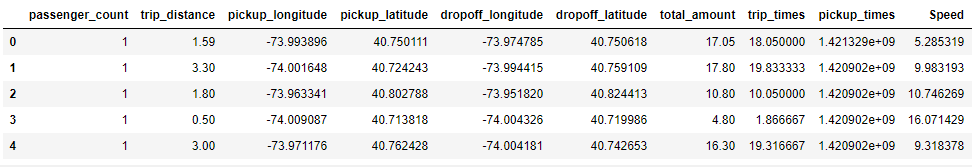 passenger_count trip_distance pickup_longitude pickup_latitude dropoff_longitude dropoff_latitude total_amount trip_times pickup_times Speed
0 1 1.59 -73.993896 40.750111 -73.974785 40.750618 17.05 18.050000 1.421329e+09 5.285319
1 1 3.30 -74.001648 40.724243 -73.994415 40.759109 17.80 19.833333 1.420902e+09 9.983193
2 1 1.80 -73.963341 40.802788 -73.951820 40.824413 10.80 10.050000 1.420902e+09 10.746269
3 1 0.50 -74.009087 40.713818 -74.004326 40.719986 4.80 1.866667 1.420902e+09 16.071429
4 1 3.00 -73.971176 40.762428 -74.004181 40.742653 16.30 19.316667 1.420902e+09 9.318378